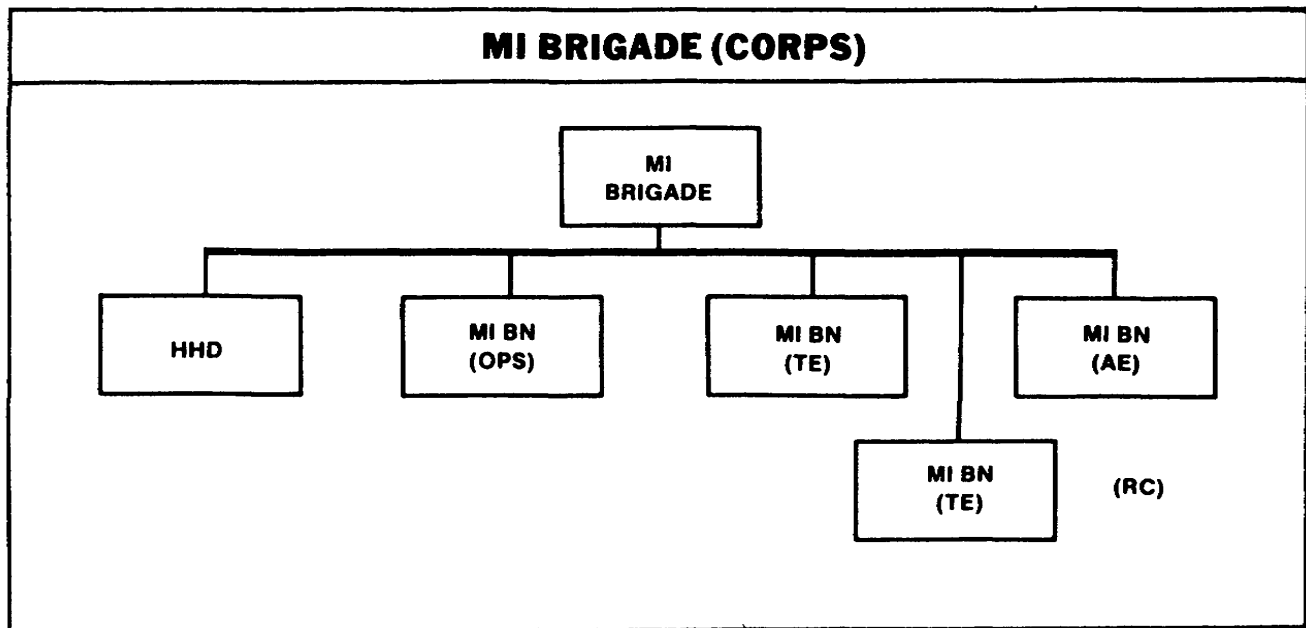 MI BRIGADE (CORPS)
MI
BRIGADE
HHD
MI BN
(OPS)
MI BN
(TE)
MI BN
(AE)
MI BN
(TE)
(RC)